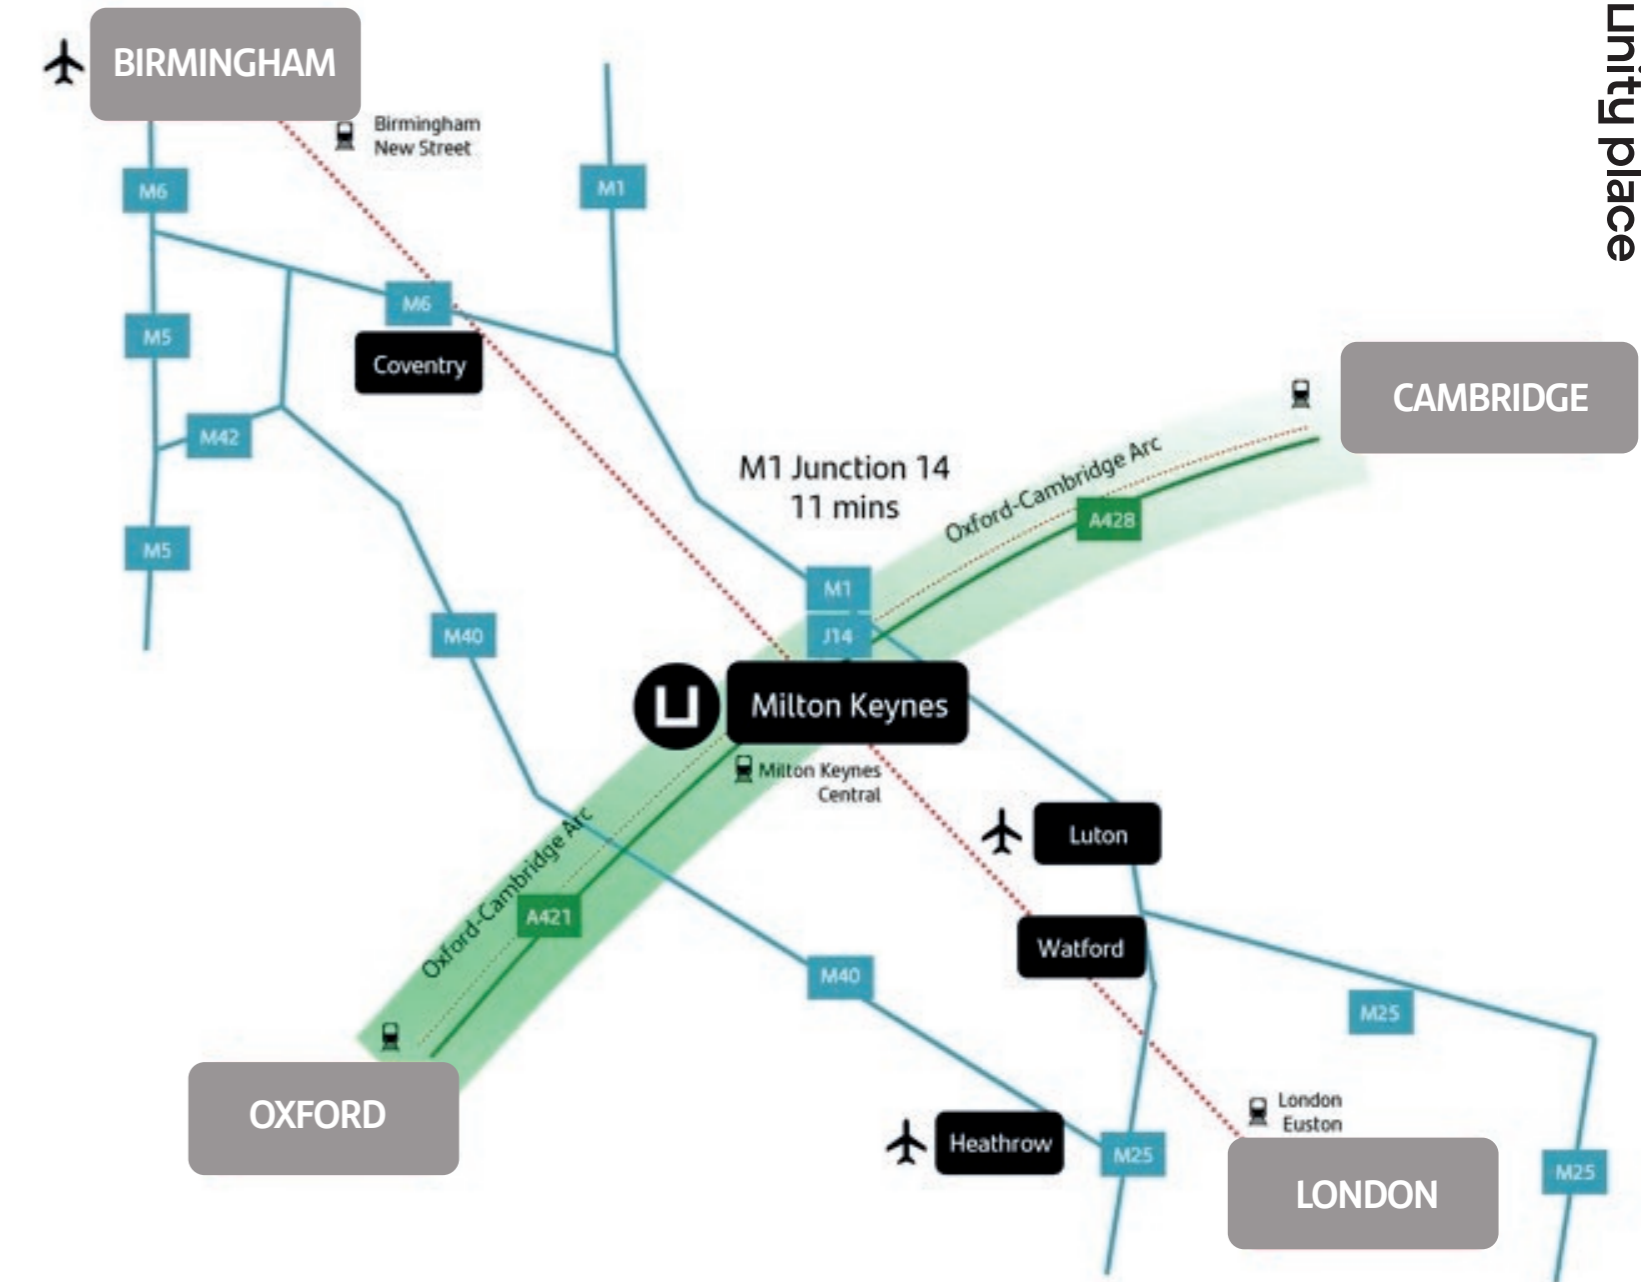 BIRMINGHAM
Birmingham
New Street
unity place
M6
M1
M6
Coventry
M5
CAMBRIDGE
M42
M1 Junction 14
11 mins
Oxford-Cambridge Arc
A428
M5
M1
J14
M40
Milton Keynes
Milton Keynes
Central
Luton
Oxford-Cambridge Arc
A421
Watford
M40
M25
OXFORD
London
Euston
Heathrow
M25
M25
LONDON